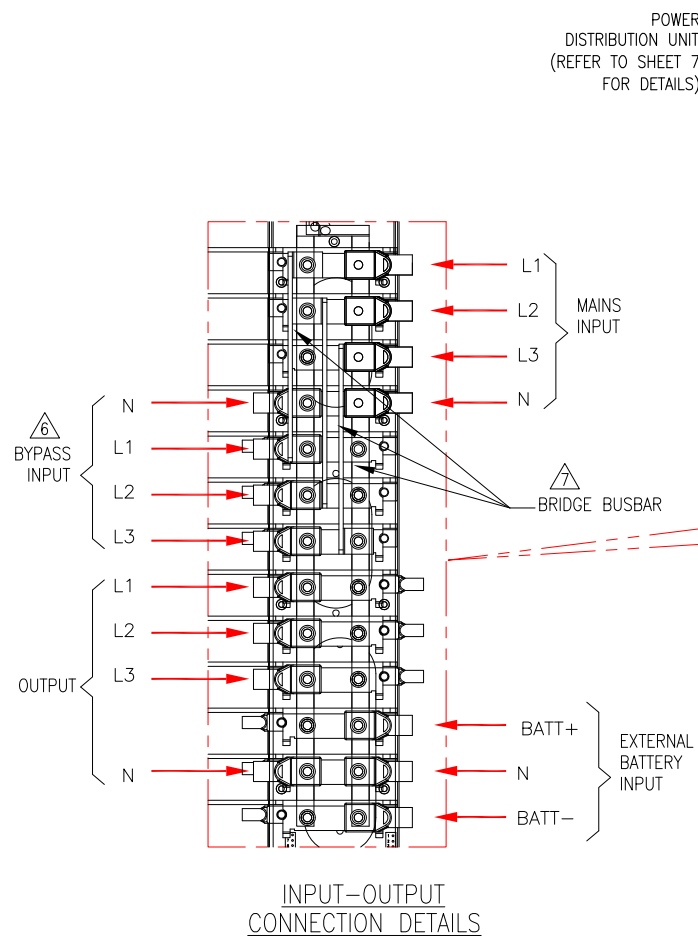 POWER
DISTRIBUTION UNIT
(REFER TO SHEET 7
FOR DETAILS)
L1
L2
L3
N
MAINS
INPUT
N
L1
L2
L3
6
BYPASS
INPUT
7
BRIDGE BUSBAR
L1
L2
L3
N
OUTPUT
BATT+
N
BATT−
EXTERNAL
BATTERY
INPUT
INPUT−OUTPUT
CONNECTION DETAILS